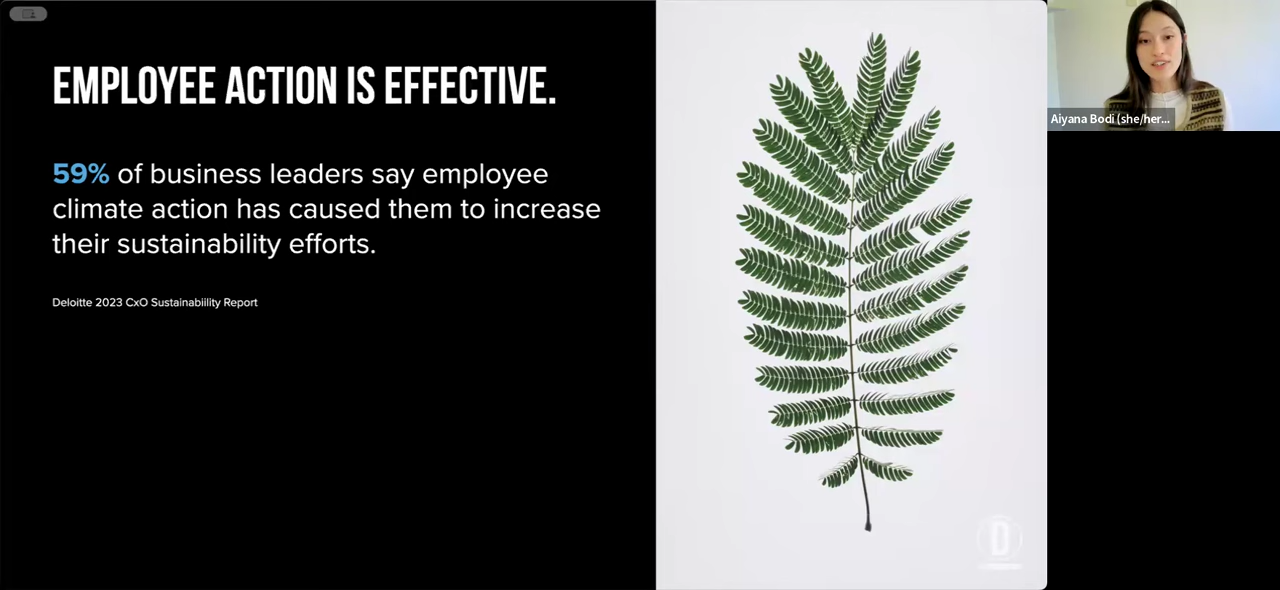 EMPLOYEE ACTION IS EFFECTIVE.
59% of business leaders say employee
climate action has caused them to increase
their sustainability efforts.
Deloitte 2023 CxO Sustainabiility Report
D
Aiyana Bodi (she/her...